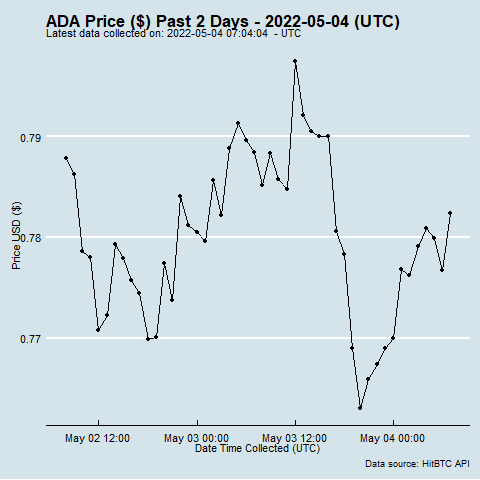 ADA Price ($) Past 2 Days - 2022-05-04 (UTC)
Latest data collected on: 2022-05-04 07:04:04  - UTC
0.79
0.78
0.77
Price USD ($)
May 02 12:00
May 03 00:00
May 03 12:00
May 04 00:00
Date Time Collected (UTC)
Data source: HitBTC API